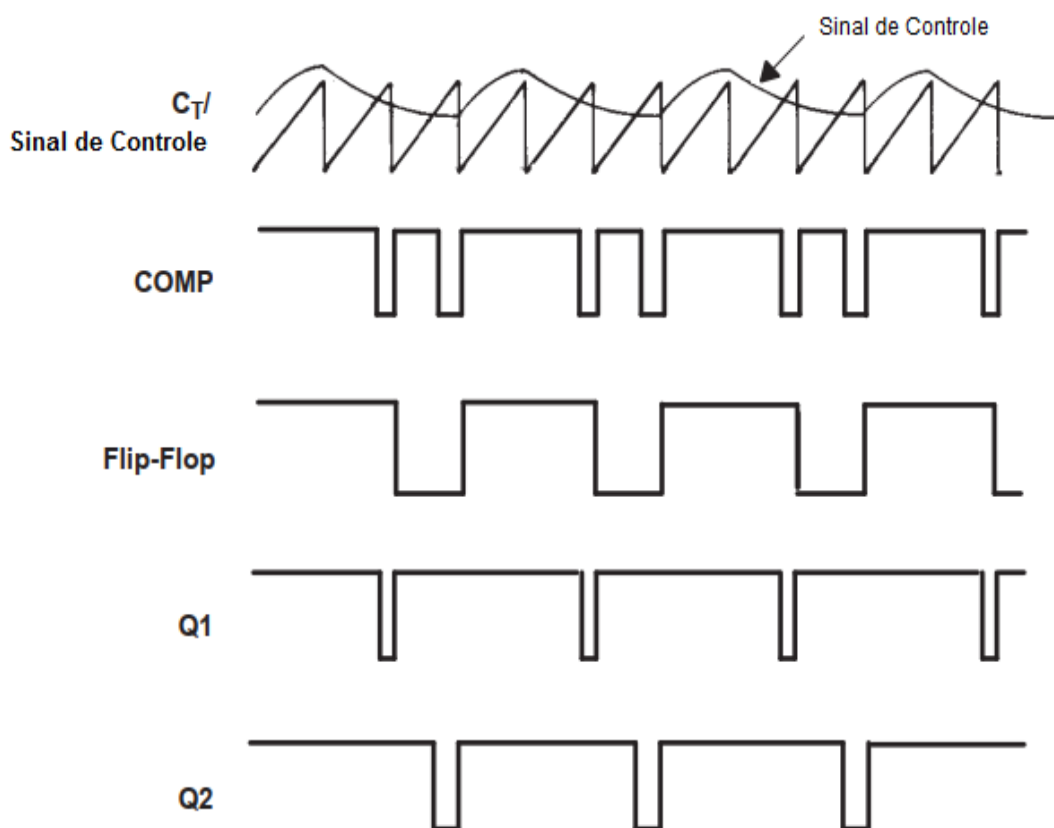 Sinal de Controle
CT/
Sinal de Controle
COMP
Flip-Flop
Q1
Q2